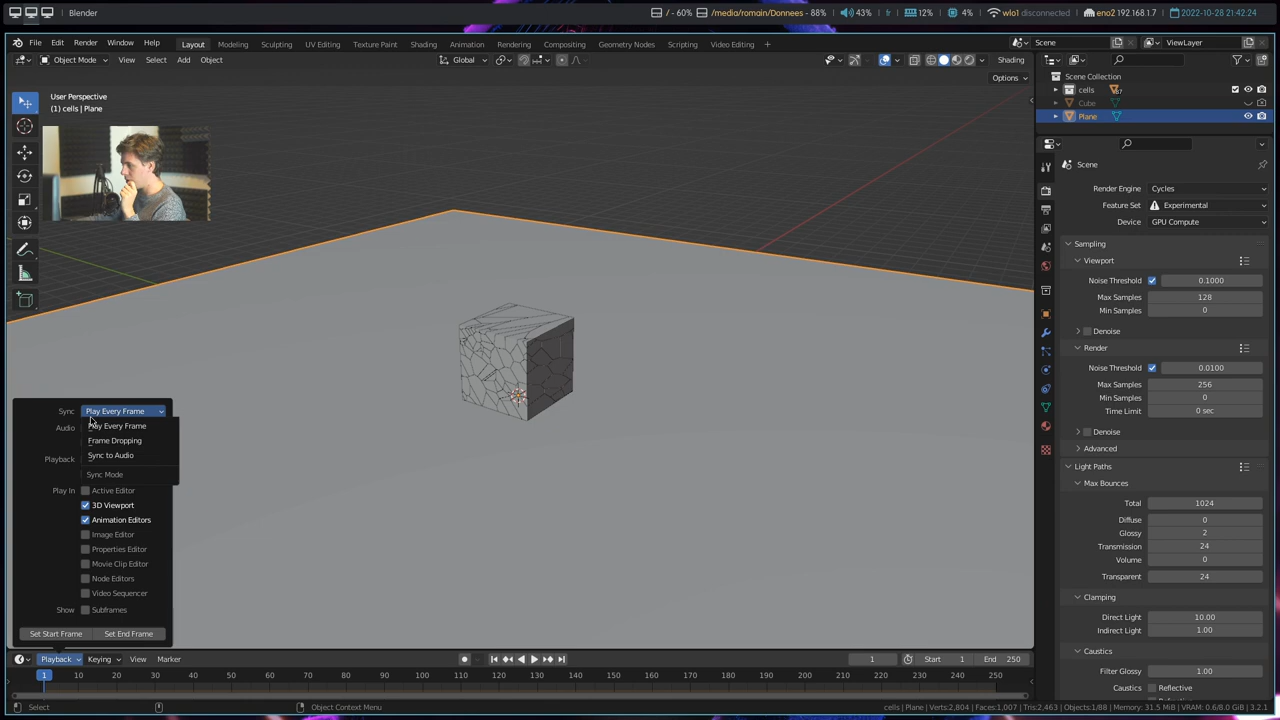 Blender
/ - 60% /media/romain/Donnees - 88% 43% fr 12% 4% wlo1 disconnected eno2 192.168.1.7 2022-10-28 21:42:24
File Edit Render Window Help Layout Modeling Sculpting UV Editing Texture Paint Shading Animation Rendering Compositing Geometry Nodes Scripting Video Editing + Scene ViewLayer
Object Mode View Select Add Object Global Shading
Options
User Perspective
(1) cells | Plane
Scene Collection
cells
Cube
Plane
Scene
Render Engine Cycles
Feature Set Experimental
Device GPU Compute
Sampling
Viewport
Noise Threshold 0.1000
Max Samples 128
Min Samples 0
Denoise
Render
Noise Threshold 0.0100
Max Samples 256
Min Samples 0
Time Limit 0 sec
Denoise
Advanced
Light Paths
Max Bounces
Total 1024
Diffuse 0
Glossy 2
Transmission 24
Volume 0
Transparent 24
Clamping
Direct Light 10.00
Indirect Light 1.00
Caustics
Filter Glossy 1.00
Caustics Reflective
Sync Play Every Frame
Play Every Frame
Audio
Frame Dropping
Sync to Audio
Playback
Sync Mode
Play In Active Editor
3D Viewport
Animation Editors
Image Editor
Properties Editor
Movie Clip Editor
Node Editors
Video Sequencer
Show Subframes
Set Start Frame Set End Frame
Playback Keying View Marker 1 Start 1 End 250
1 10 20 30 40 50 60 70 80 90 100 110 120 130 140 150 160 170 180 190 200 210 220 230 240 250
Select Object Context Menu cells | Plane | Verts:2,804 | Faces:1,007 | Tris:2,463 | Objects:1/88 | Memory: 31.5 MiB | VRAM: 0.6/8.0 GiB | 3.2.1